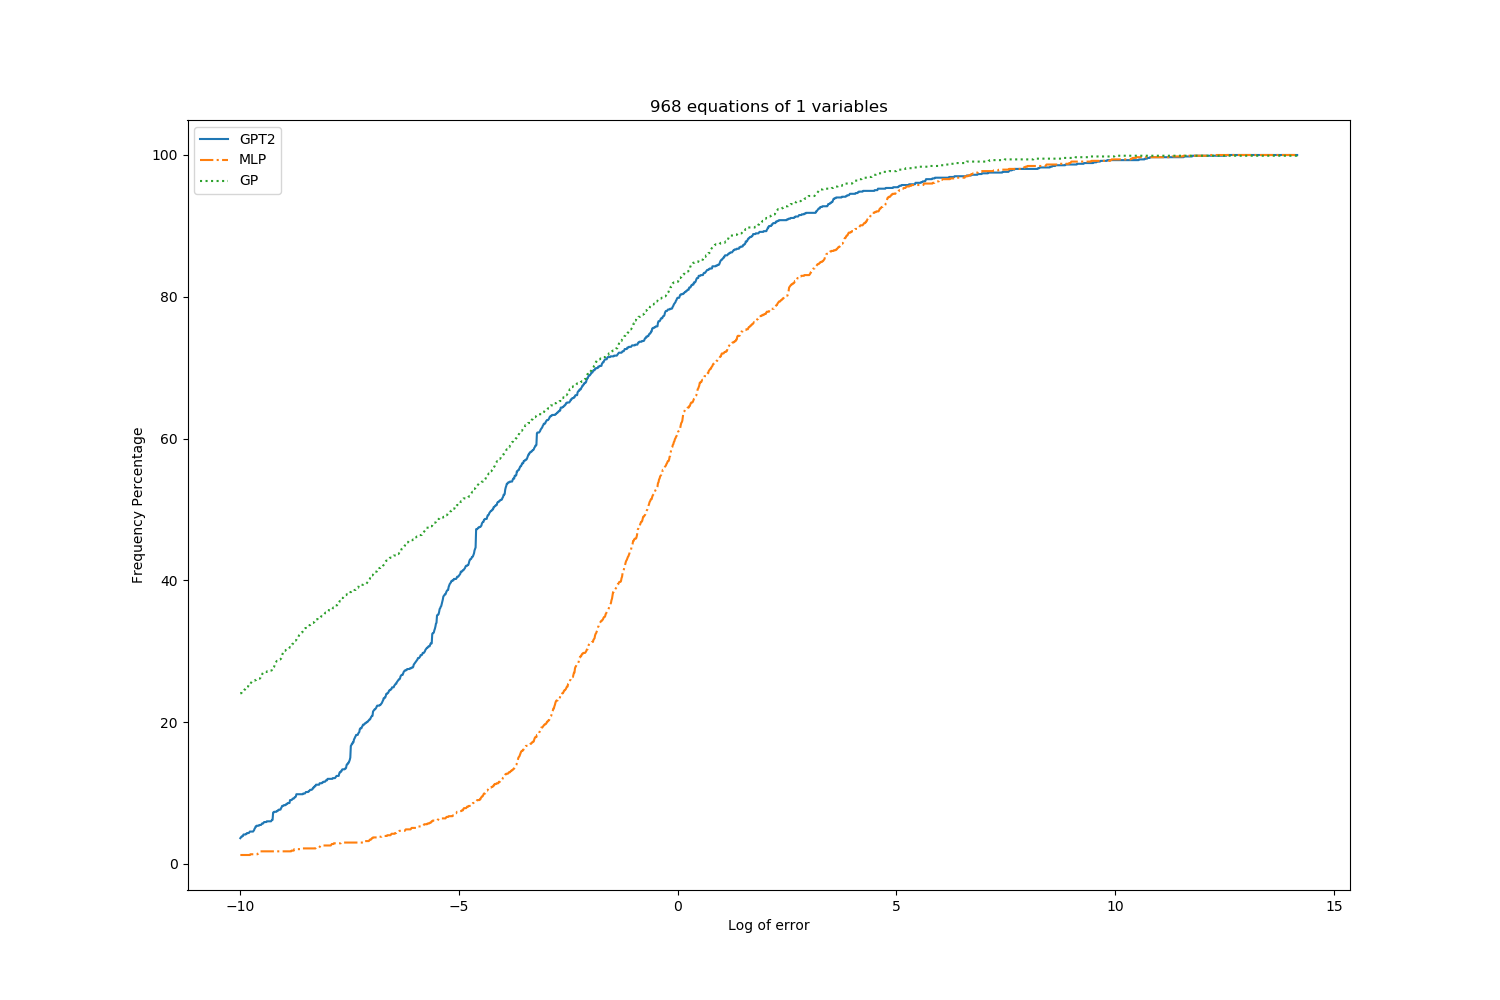 968 equations of 1 variables
GPT2
MLP
GP
100
80
60
40
20
0
Frequency Percentage
−10
−5
0
5
10
15
Log of error